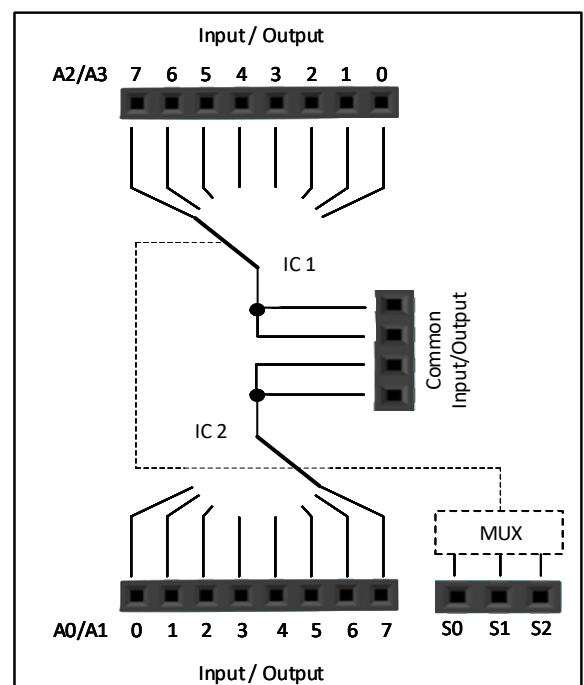 Input / Output
A2/A3 7 6 5 4 3 2 1 0
IC 1
Common
Input/Output
IC 2
MUX
A0/A1 0 1 2 3 4 5 6 7
S0 S1 S2
Input / Output